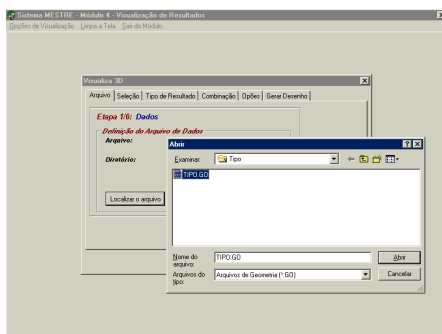 Sistema MESTRE - Módulo 4 - Visualização de Resultados
Opções de Visualização Limpa a Tela Sair do Módulo
Visualiza 3D
Arquivo Seleção Tipo de Resultado Combinação Opões Gerar Desenho
Etapa 1/6: Dados
Definição do Arquivo de Dados
Arquivo:
Diretório:
Localizar o arquivo
Abrir
Examinar: Tipo
TIPO.GO
Nome do arquivo: TIPO.GO
Abrir
Arquivos do tipo: Arquivos de Geometria (*.GO)
Cancelar